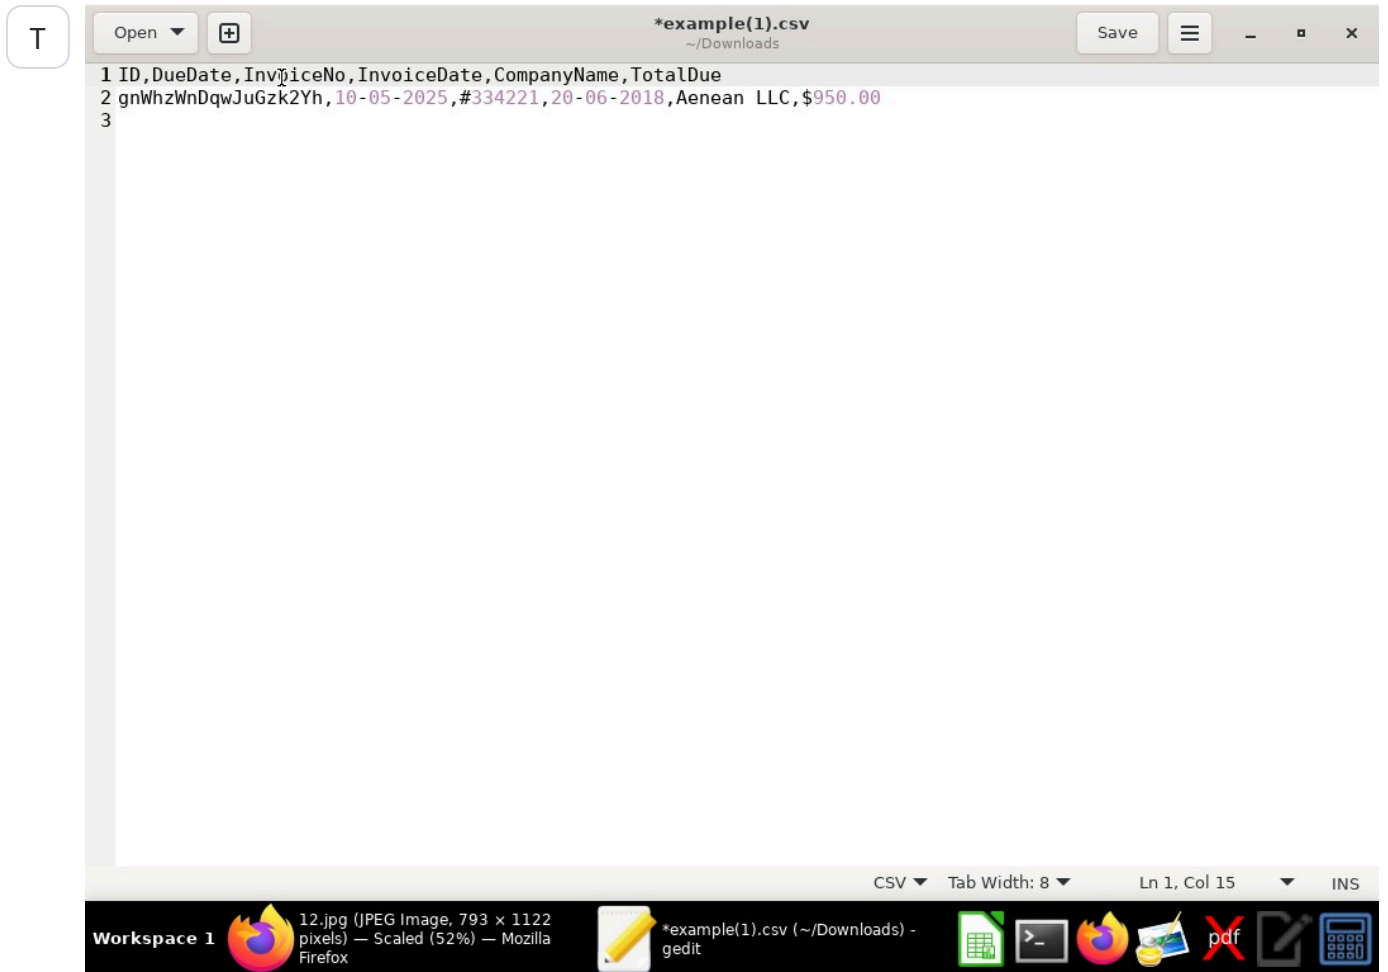 T
Open
*example(1).csv
~/Downloads
Save
1 ID,DueDate,InvoiceNo,InvoiceDate,CompanyName,TotalDue
2 gnWhzWnDqwJuGzk2Yh,10-05-2025,#334221,20-06-2018,Aenean LLC,$950.00
3
CSV
Tab Width: 8
Ln 1, Col 15
INS
Workspace 1
12.jpg (JPEG Image, 793 × 1122
pixels) — Scaled (52%) — Mozilla
Firefox
*example(1).csv (~/Downloads) -
gedit
>_
pdf